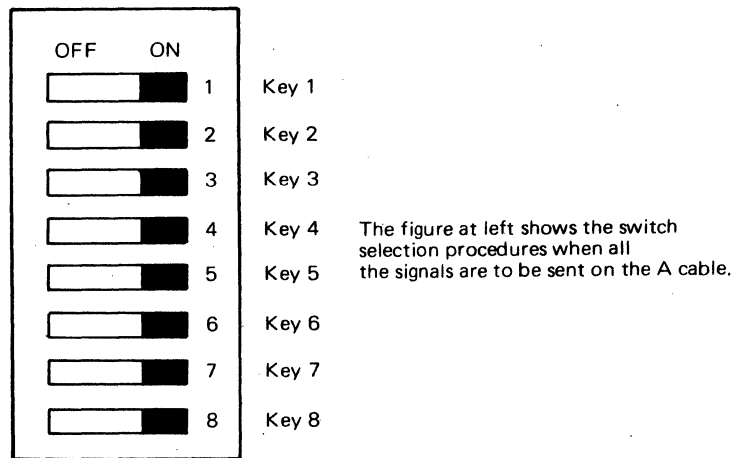 OFF ON
1 Key 1
2 Key 2
3 Key 3
4 Key 4
5 Key 5
6 Key 6
7 Key 7
8 Key 8
The figure at left shows the switch
selection procedures when all
the signals are to be sent on the A cable.